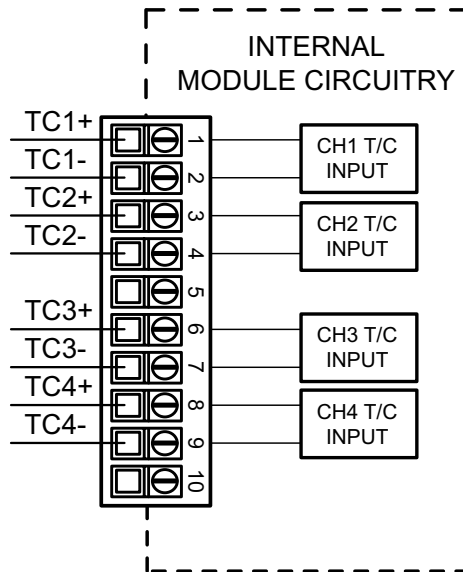 INTERNAL
MODULE CIRCUITRY
TC1+
1
CH1 T/C
INPUT
TC1-
2
TC2+
3
CH2 T/C
INPUT
TC2-
4
5
TC3+
6
CH3 T/C
INPUT
TC3-
7
TC4+
8
CH4 T/C
INPUT
TC4-
9
10